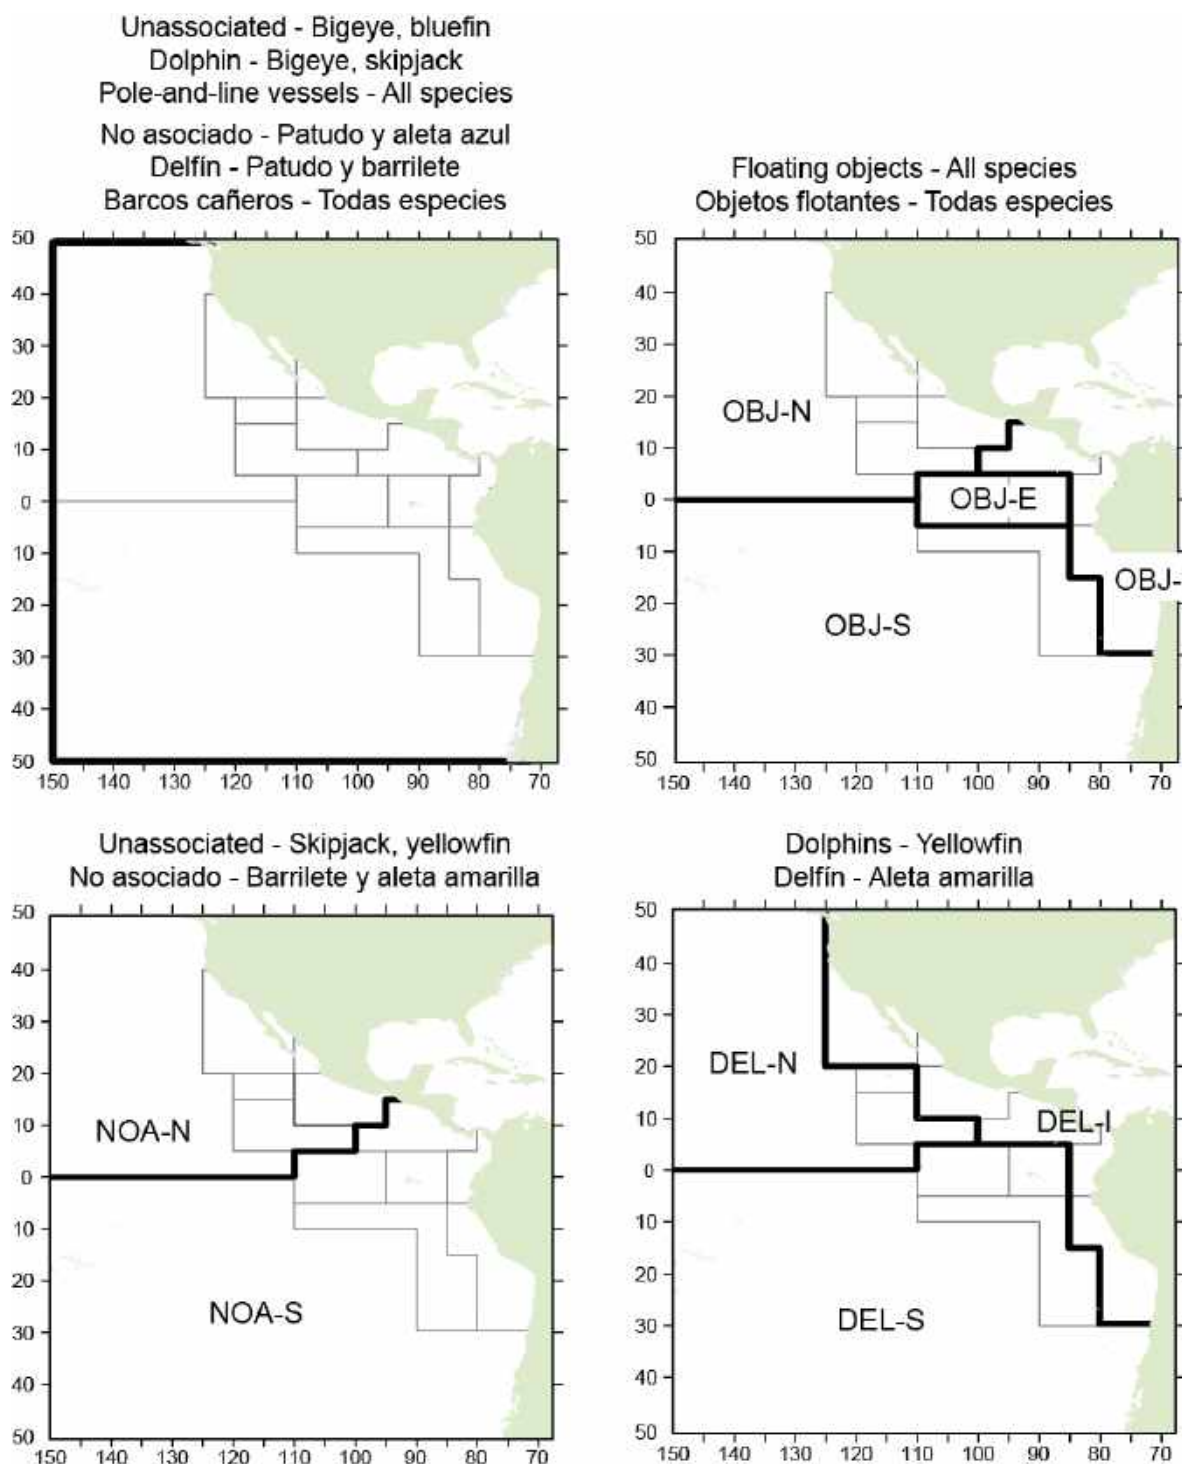 Unassociated - Bigeye, bluefin
Dolphin - Bigeye, skipjack
Pole-and-line vessels - All species
No asociado - Patudo y aleta azul
Delfín - Patudo y barrilete
Barcos cañeros - Todas especies
50
40
30
20
10
0
10
20
30
40
50
150 140 130 120 110 100 90 80 70
Floating objects - All species
Objetos flotantes - Todas especies
50
40
30
20
10
0
10
20
30
40
50
OBJ-N
OBJ-E
OBJ-
OBJ-S
150 140 130 120 110 100 90 80 70
Unassociated - Skipjack, yellowfin
No asociado - Barrilete y aleta amarilla
50
40
30
20
10
0
10
20
30
40
50
NOA-N
NOA-S
150 140 130 120 110 100 90 80 70
Dolphins - Yellowfin
Delfín - Aleta amarilla
50
40
30
20
10
0
10
20
30
40
50
DEL-N
DEL-I
DEL-S
150 140 130 120 110 100 90 80 70